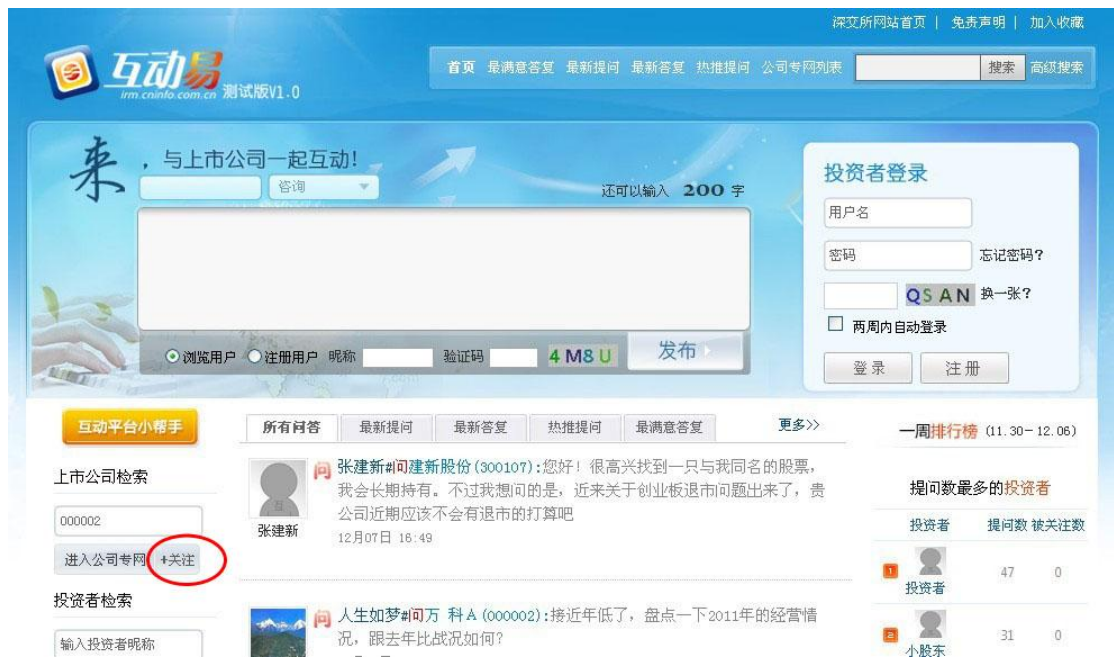 深交所网站首页 | 免责声明 | 加入收藏
互动易
irm.cninfo.com.cn 测试版V1.0
首页 最满意答复 最新提问 最新答复 热推提问 公司专网列表 搜索 高级搜索
来,与上市公司一起互动!
咨询
还可以输入 200 字
浏览用户 注册用户 昵称 验证码 4 M8 U 发布
投资者登录
用户名
密码 忘记密码?
QS AN 换一张?
两周内自动登录
登录 注册
互动平台小帮手
上市公司检索
000002
进入公司专网 +关注
投资者检索
输入投资者昵称
所有问答 最新提问 最新答复 热推提问 最满意答复 更多>>
问 张建新#问建新股份(300107):您好!很高兴找到一只与我同名的股票,
我会长期持有。不过我想问的是,近来关于创业板退市问题出来了,贵
公司近期应该不会有退市的打算吧
张建新
12月07日 16:49
问 人生如梦#问万 科A(000002):接近年低了,盘点一下2011年的经营情
况,跟去年比战况如何?
一周排行榜 (11.30-12.06)
提问数最多的投资者
投资者 提问数 被关注数
1 投资者 47 0
2 小股东 31 0